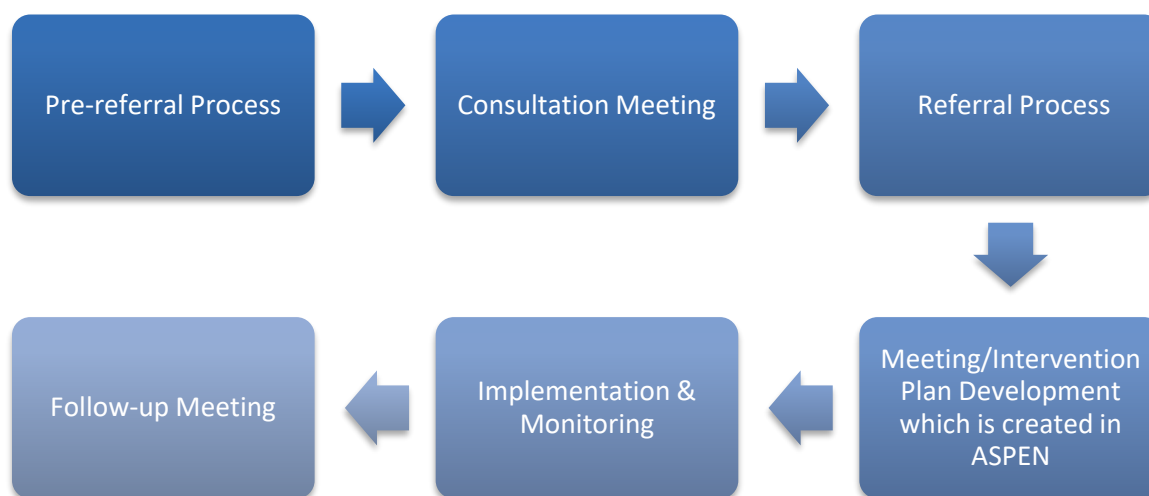 Pre-referral Process
Consultation Meeting
Referral Process
Meeting/Intervention
Plan Development
which is created in
ASPEN
Implementation &
Monitoring
Follow-up Meeting